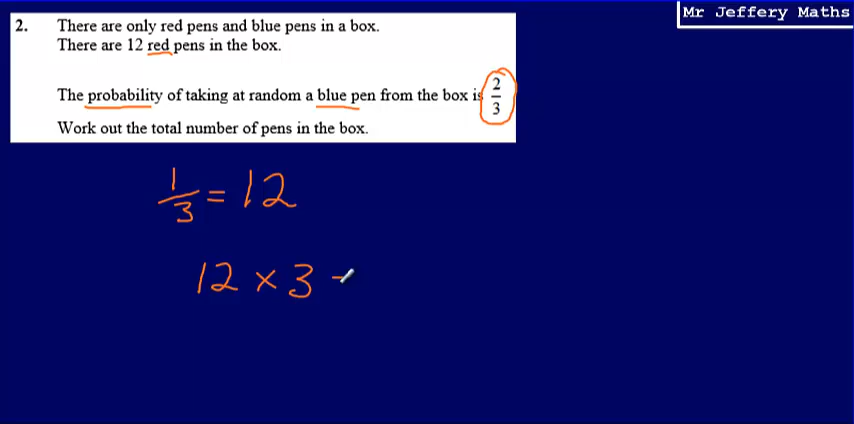 Mr Jeffery Maths
2. There are only red pens and blue pens in a box.
There are 12 red pens in the box.
The probability of taking at random a blue pen from the box is 2/3
Work out the total number of pens in the box.
1/3 = 12
12 × 3